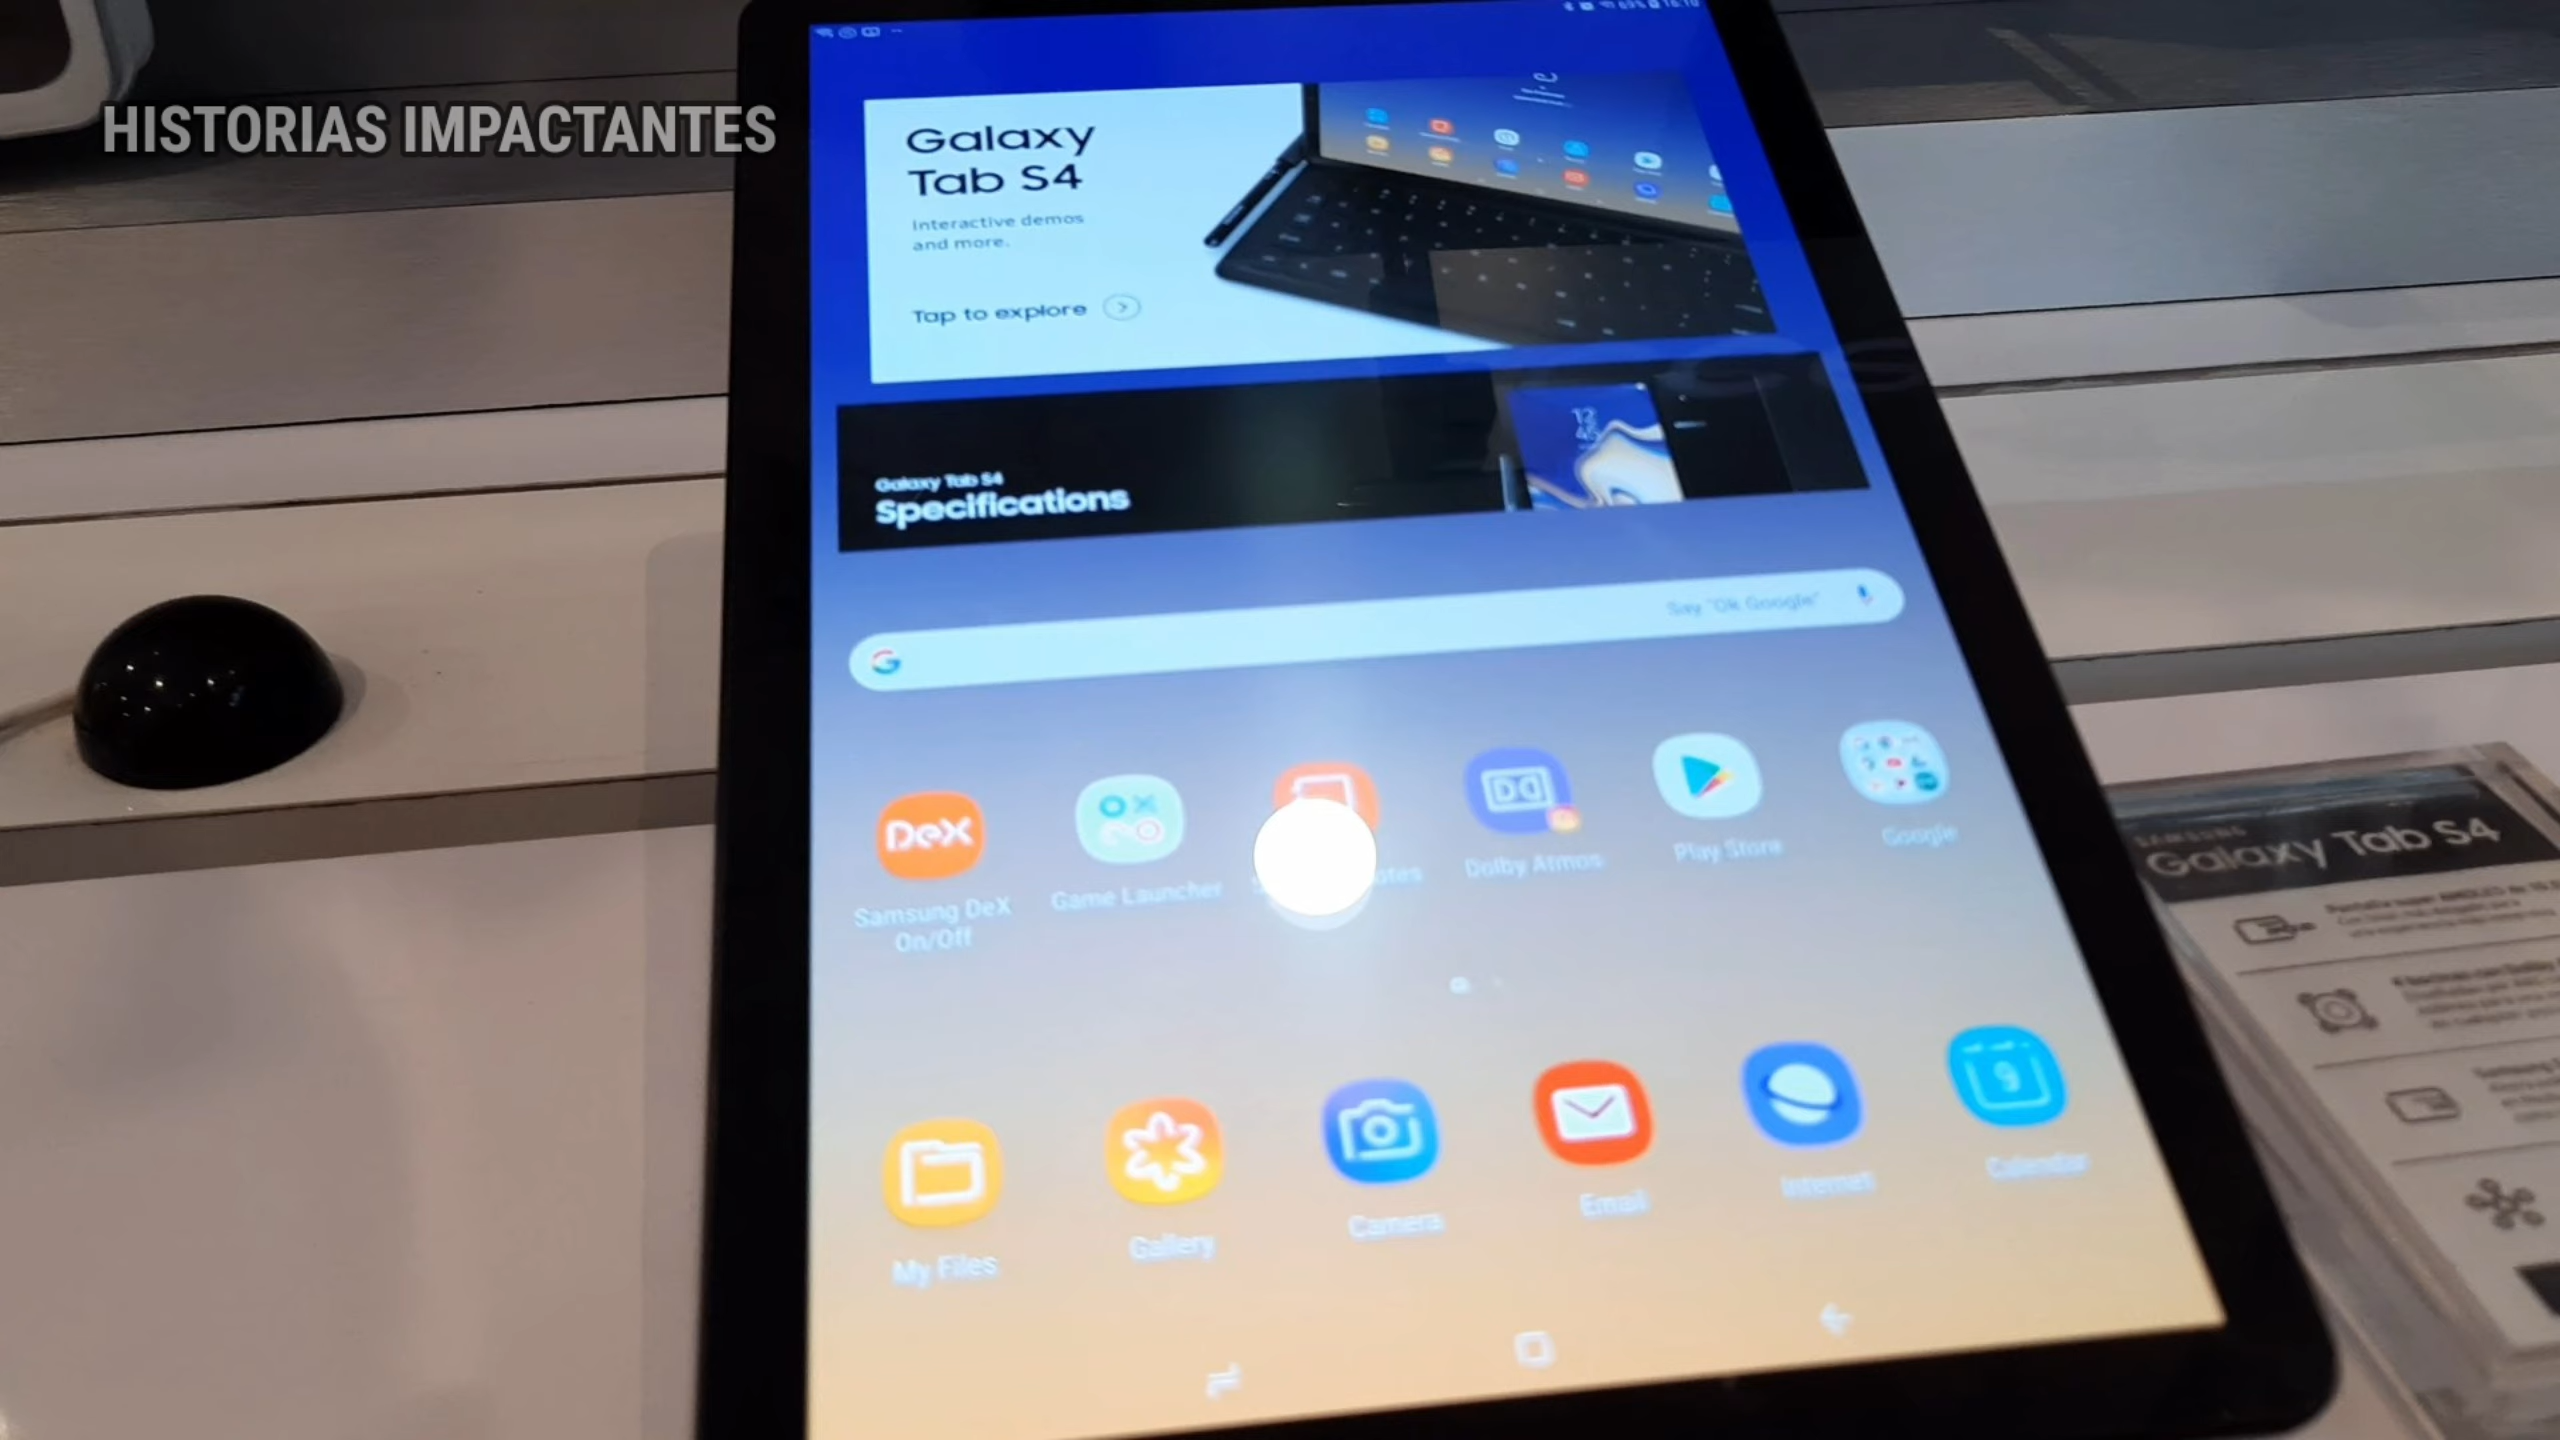 HISTORIAS IMPACTANTES
Galaxy
Tab S4
Interactive demos
and more.
Tap to explore
Galaxy Tab S4
Specifications
Say "Ok Google"
DeX
Samsung DeX
On/Off
Game Launcher
Dolby Atmos
Play Store
Google
9
My Files
Gallery
Camera
Email
Internet
Calendar
SAMSUNG
Galaxy Tab S4